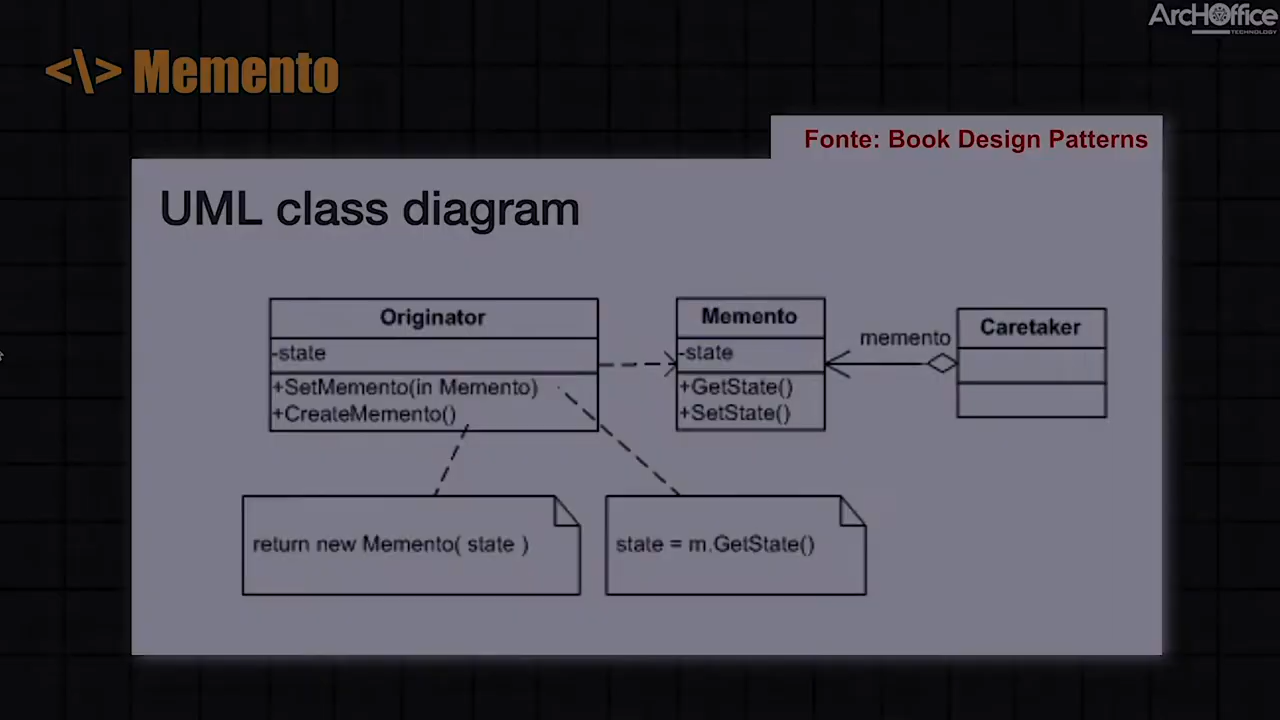 ArcHOffice
TECHNOLOGY
<\> Memento
Fonte: Book Design Patterns
UML class diagram
Originator
-state
+SetMemento(in Memento)
+CreateMemento()
Memento
-state
+GetState()
+SetState()
memento
Caretaker
return new Memento( state )
state = m.GetState()